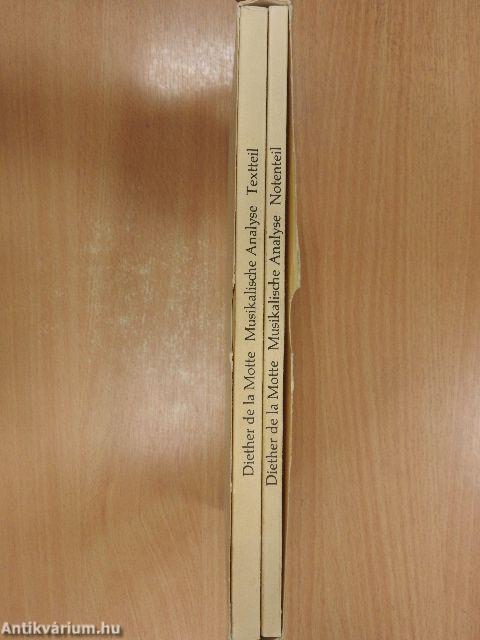 Diether de la Motte Musikalische Analyse Textteil
Diether de la Motte Musikalische Analyse Notenteil
Antikvárium.hu